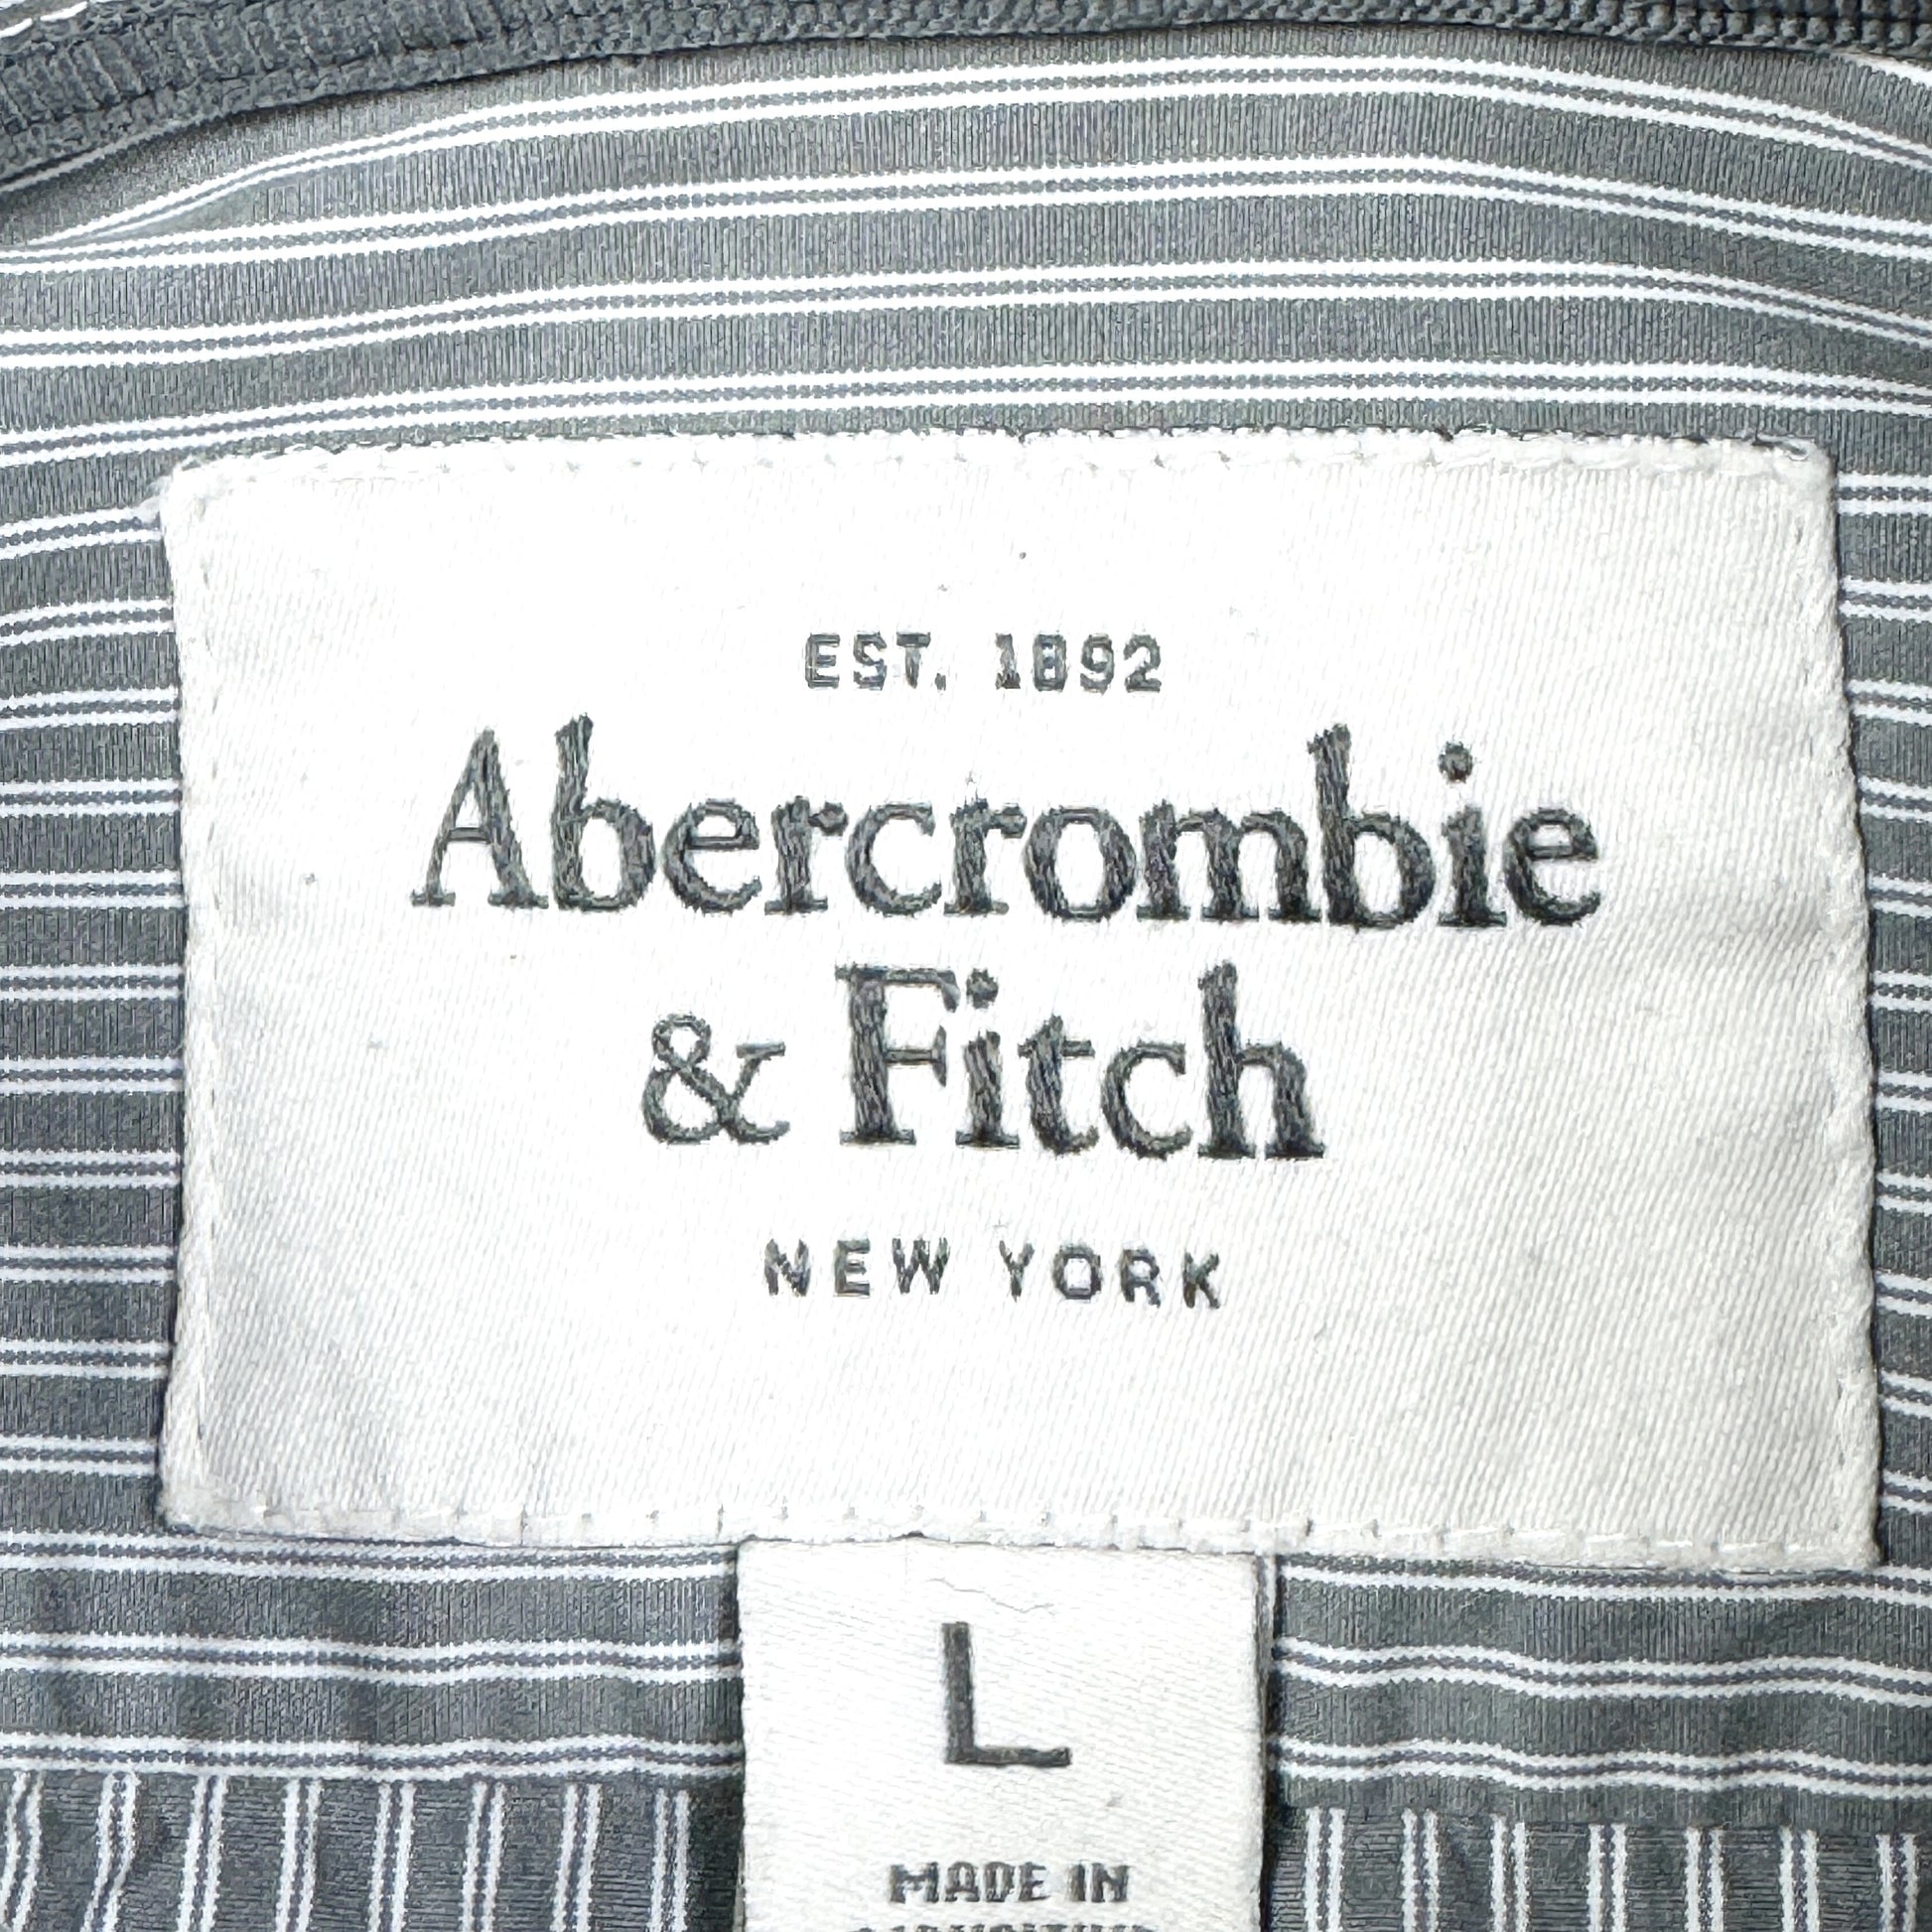 EST. 1892
Abercrombie
& Fitch
NEW YORK
L
MADE IN